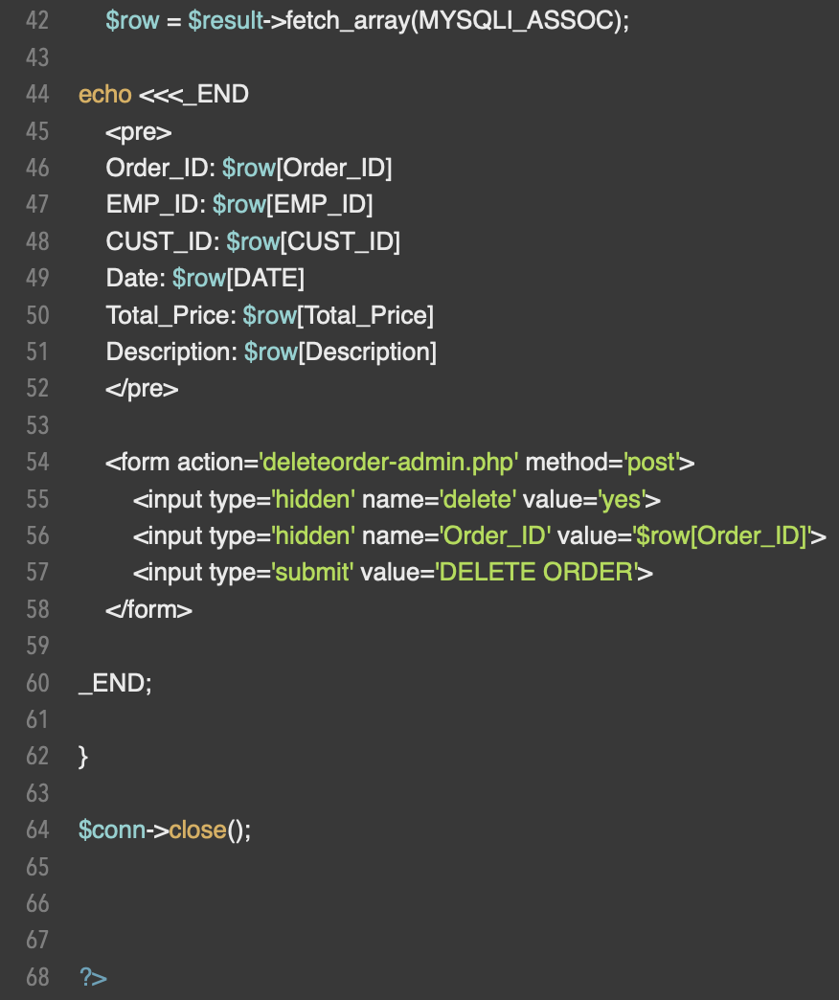 42 $row = $result->fetch_array(MYSQLI_ASSOC);
43
44 echo <<<_END
45 <pre>
46 Order_ID: $row[Order_ID]
47 EMP_ID: $row[EMP_ID]
48 CUST_ID: $row[CUST_ID]
49 Date: $row[DATE]
50 Total_Price: $row[Total_Price]
51 Description: $row[Description]
52 </pre>
53
54 <form action='deleteorder-admin.php' method='post'>
55 <input type='hidden' name='delete' value='yes'>
56 <input type='hidden' name='Order_ID' value='$row[Order_ID]'>
57 <input type='submit' value='DELETE ORDER'>
58 </form>
59
60 _END;
61
62 }
63
64 $conn->close();
65
66
67
68 ?>